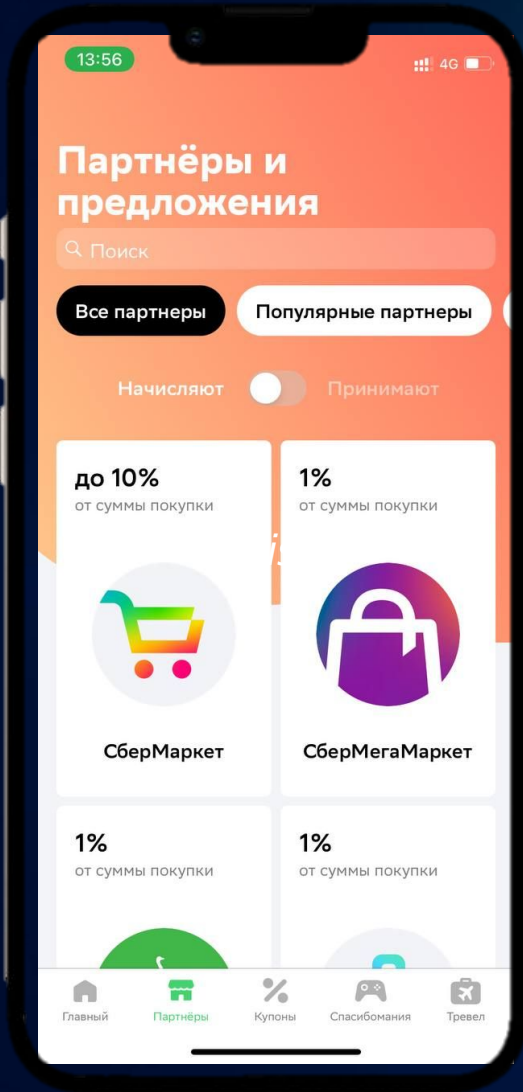 13:56
4G
Партнёры и
предложения
Поиск
Все партнеры
Популярные партнеры
Начисляют
Принимают
до 10%
от суммы покупки
1%
от суммы покупки
СберМаркет
СберМегаМаркет
1%
от суммы покупки
1%
от суммы покупки
Главный
Партнёры
Купоны
Спасибомания
Тревел